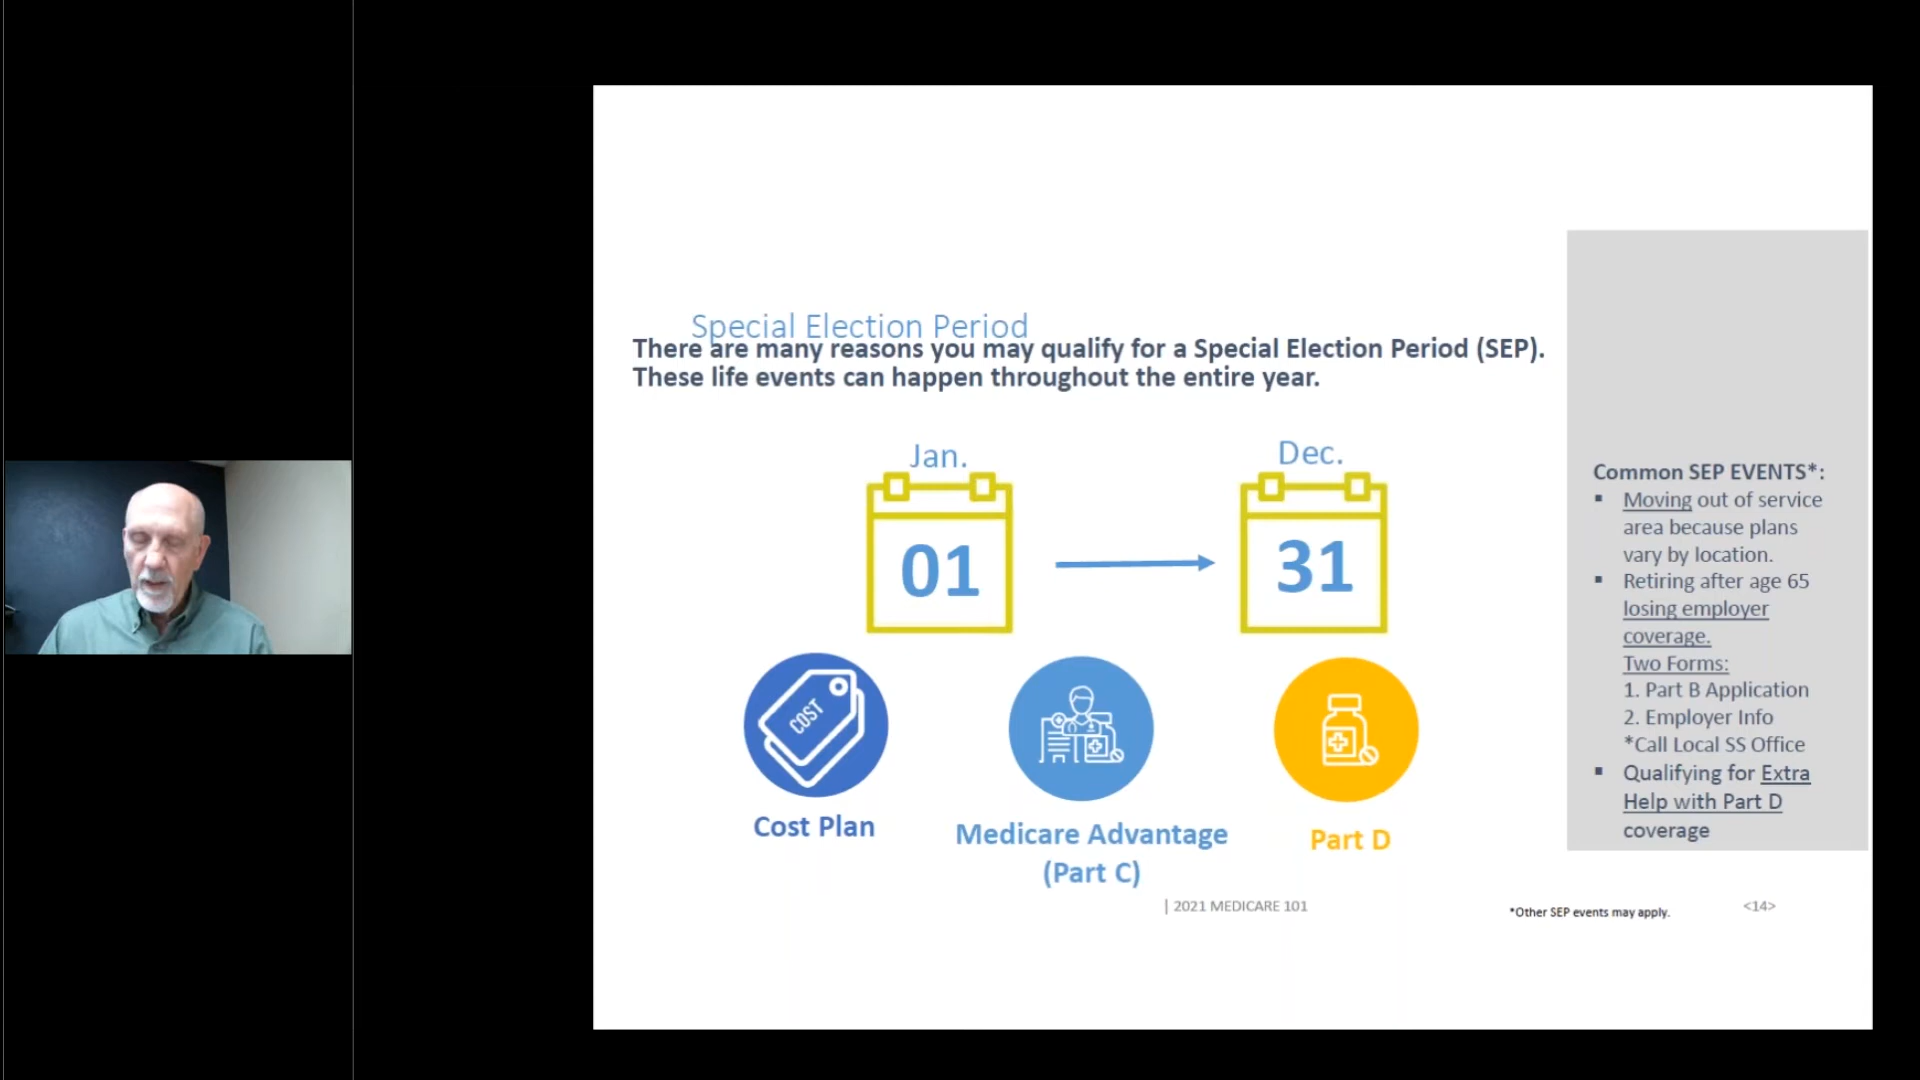 Special Election Period
There are many reasons you may qualify for a Special Election Period (SEP).
These life events can happen throughout the entire year.
Jan.
Dec.
01
31
COST
Cost Plan
Medicare Advantage
(Part C)
Part D
Common SEP EVENTS*:
▪ Moving out of service
area because plans
vary by location.
▪ Retiring after age 65
losing employer
coverage.
Two Forms:
1. Part B Application
2. Employer Info
*Call Local SS Office
▪ Qualifying for Extra
Help with Part D
coverage
| 2021 MEDICARE 101
*Other SEP events may apply.
<14>